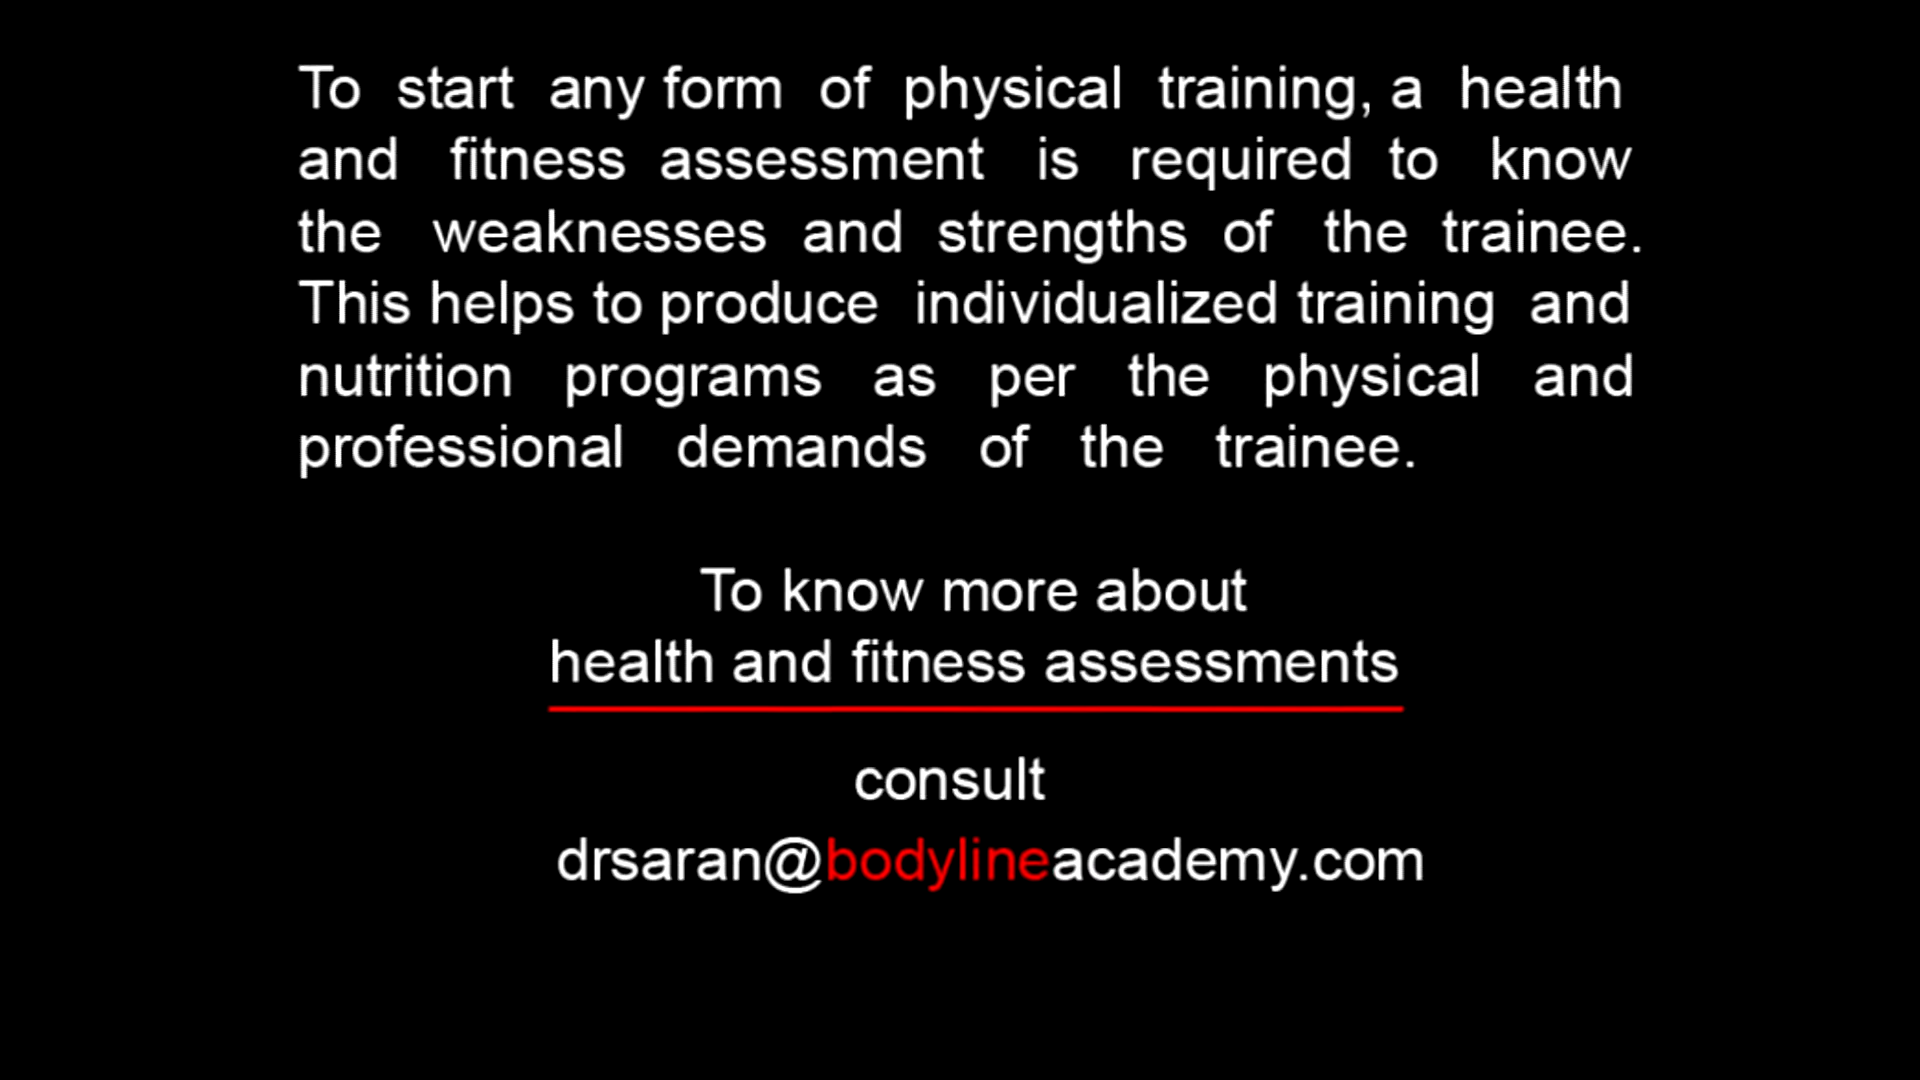 To start any form of physical training, a health
and fitness assessment is required to know
the weaknesses and strengths of the trainee.
This helps to produce individualized training and
nutrition programs as per the physical and
professional demands of the trainee.
To know more about
health and fitness assessments
consult
drsaran@bodylineacademy.com